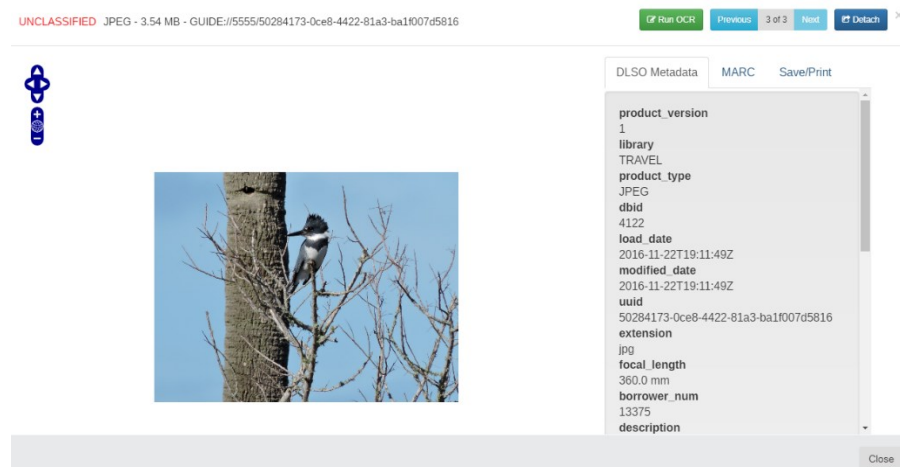 UNCLASSIFIED JPEG - 3.54 MB - GUIDE://5555/50284173-0ce8-4422-81a3-ba1f007d5816
Run OCR Previous 3 of 3 Next Detach
DLSO Metadata MARC Save/Print
product_version
1
library
TRAVEL
product_type
JPEG
dbid
4122
load_date
2016-11-22T19:11:49Z
modified_date
2016-11-22T19:11:49Z
uuid
50284173-0ce8-4422-81a3-ba1f007d5816
extension
jpg
focal_length
360.0 mm
borrower_num
13375
description
Close